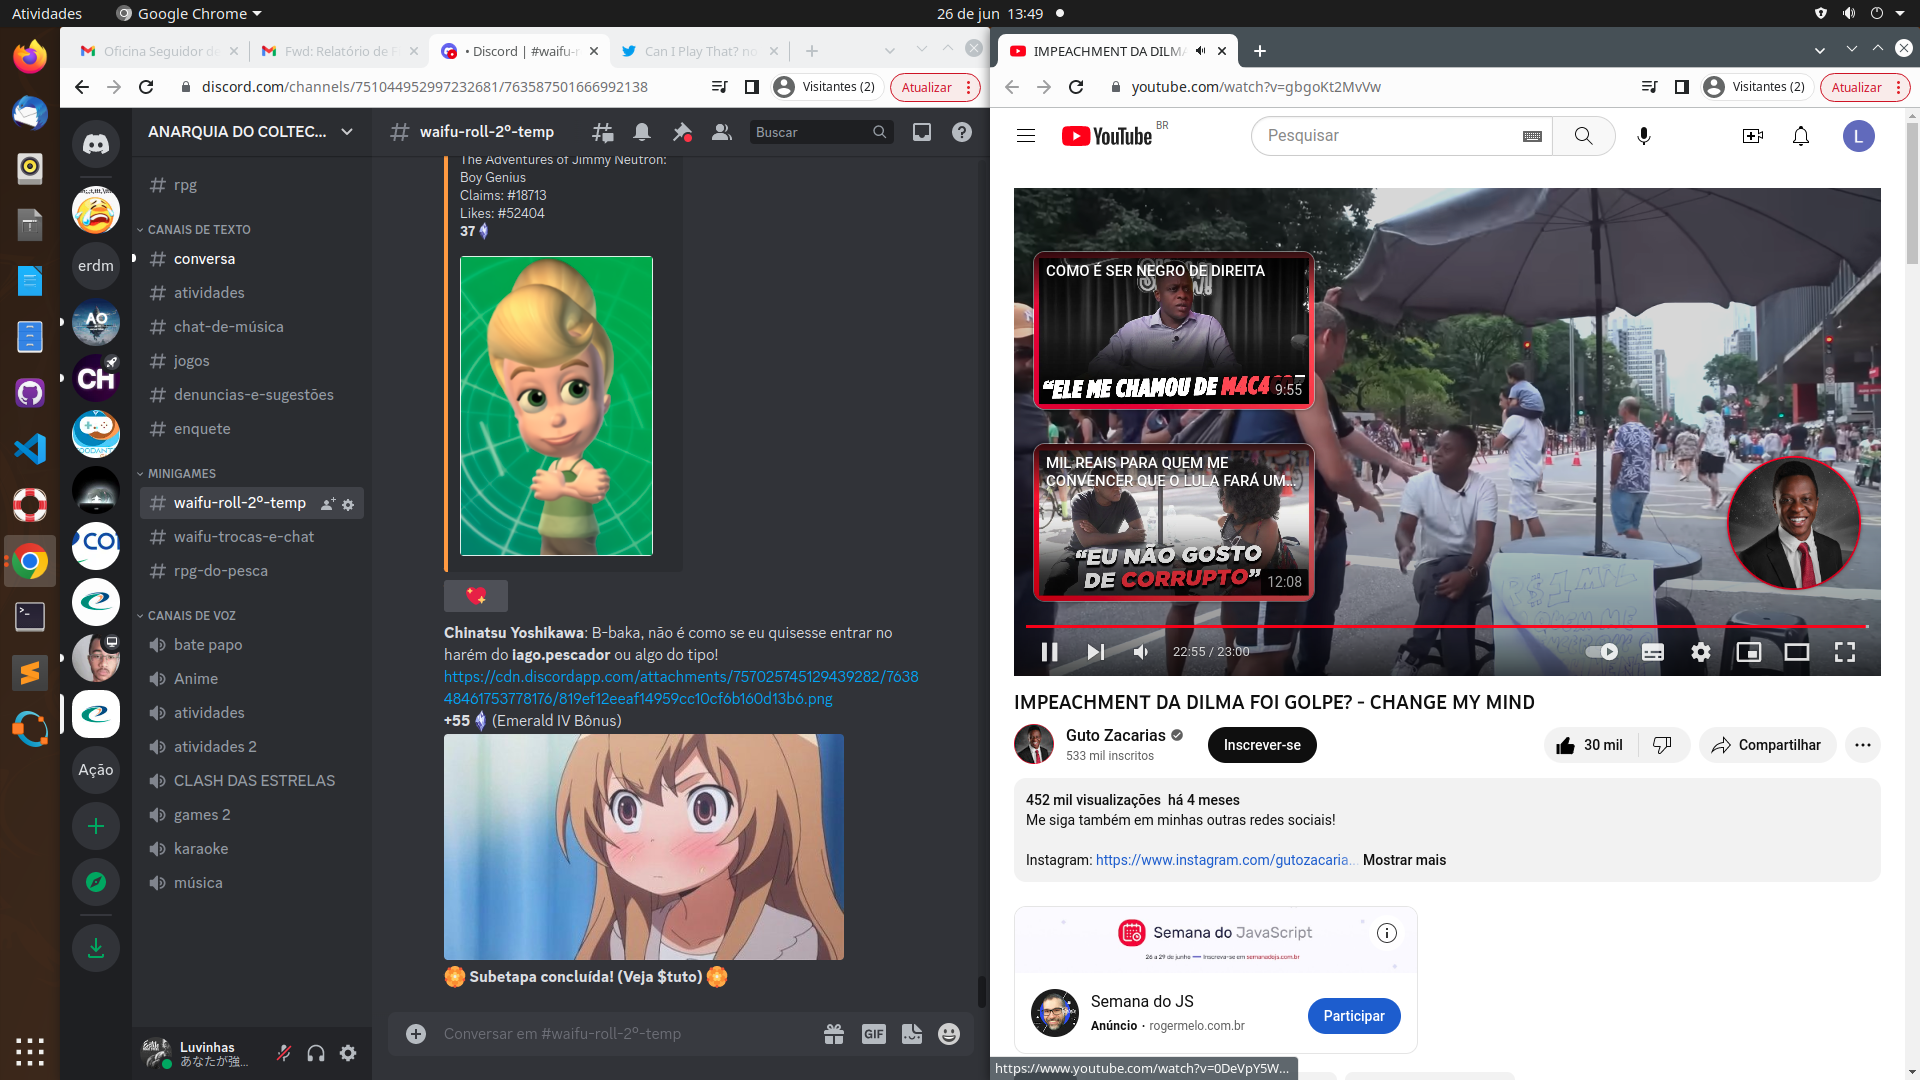 Atividades
Google Chrome
26 de jun 13:49
Oficina Seguidor de
Fwd: Relatório de F
• Discord | #waifu-r
Can I Play That? no
discord.com/channels/751044952997232681/763587501666992138
Visitantes (2)
Atualizar
ANARQUIA DO COLTEC...
waifu-roll-2º-temp
Buscar
rpg
CANAIS DE TEXTO
conversa
atividades
chat-de-música
jogos
denuncias-e-sugestões
enquete
MINIGAMES
waifu-roll-2º-temp
waifu-trocas-e-chat
rpg-do-pesca
CANAIS DE VOZ
bate papo
Anime
atividades
atividades 2
CLASH DAS ESTRELAS
games 2
karaoke
música
erdm
AO
CH
Ação
Luvinhas
あなたが強...
The Adventures of Jimmy Neutron:
Boy Genius
Claims: #18713
Likes: #52404
37
Chinatsu Yoshikawa: B-baka, não é como se eu quisesse entrar no
harém do iago.pescador ou algo do tipo!
https://cdn.discordapp.com/attachments/757025745129439282/7638
48461753778176/819ef12eeaf14959cc10cf6b160d13b6.png
+55 (Emerald IV Bônus)
Subetapa concluída! (Veja $tuto)
Conversar em #waifu-roll-2º-temp
GIF
IMPEACHMENT DA DILMA
youtube.com/watch?v=gbgoKt2MvVw
Visitantes (2)
Atualizar
YouTube BR
Pesquisar
L
COMO É SER NEGRO DE DIREITA
“ELE ME CHAMOU DE M4C4
9:55
MIL REAIS PARA QUEM ME
CONVENCER QUE O LULA FARÁ UM...
“EU NÃO GOSTO
DE CORRUPTO”
12:08
R$1 MIL
22:55 / 23:00
IMPEACHMENT DA DILMA FOI GOLPE? - CHANGE MY MIND
Guto Zacarias
533 mil inscritos
Inscrever-se
30 mil
Compartilhar
452 mil visualizações há 4 meses
Me siga também em minhas outras redes sociais!
Instagram: https://www.instagram.com/gutozacaria... Mostrar mais
Semana do JavaScript
26 a 29 de junho — Inscreva-se em semanadojs.com.br
Semana do JS
Anúncio · rogermelo.com.br
Participar
https://www.youtube.com/watch?v=0DeVpY5W...